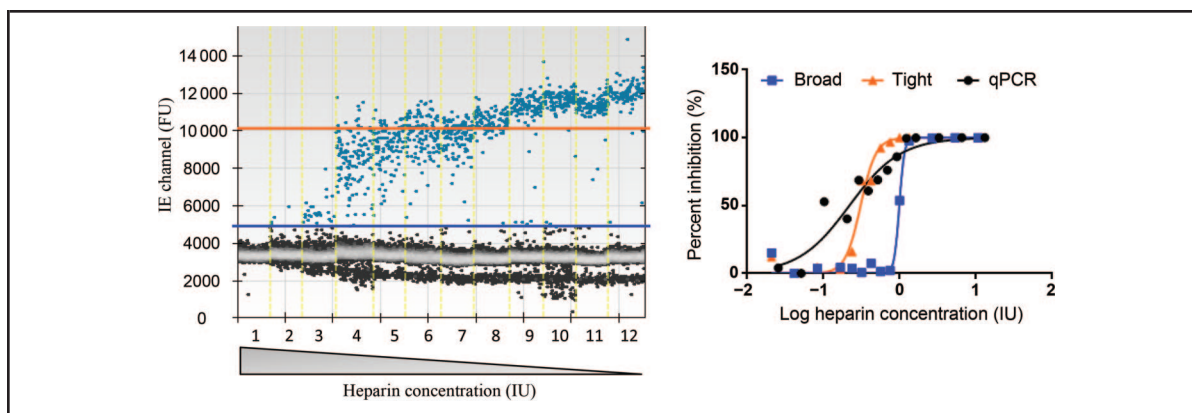 IE channel (FU)
14 000
12 000
10 000
8000
6000
4000
2000
0
1 2 3 4 5 6 7 8 9 10 11 12
Heparin concentration (IU)
Broad Tight qPCR
Percent inhibition (%)
150
100
50
0
−2 −1 0 1 2
Log heparin concentration (IU)